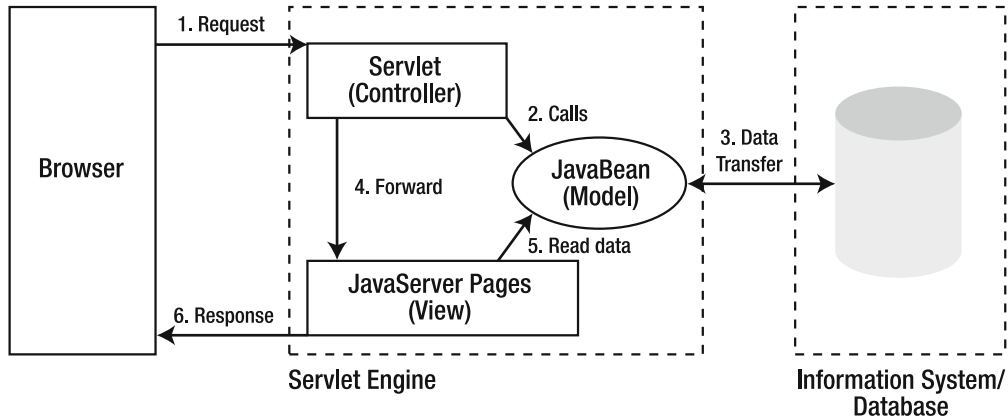 1. Request
Servlet
(Controller)
2. Calls
Browser
4. Forward
JavaBean
(Model)
3. Data
Transfer
5. Read data
JavaServer Pages
(View)
6. Response
Servlet Engine
Information System/
Database